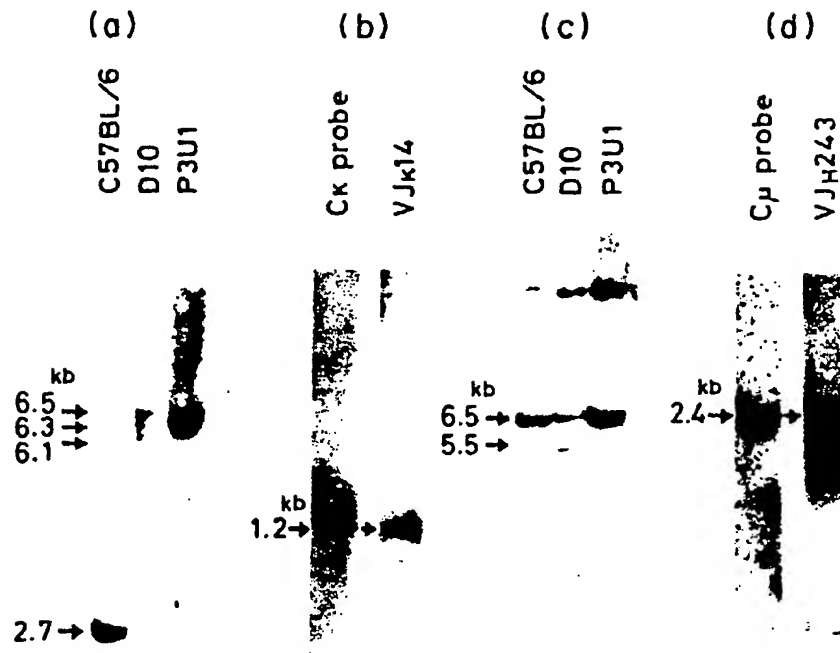 (a)
C57BL/6
D10
P3U1
kb
6.5
6.3
6.1
2.7
(b)
Cκ probe
VJκ14
kb
1.2
(c)
C57BL/6
D10
P3U1
kb
6.5
5.5
(d)
Cμ probe
VJH243
kb
2.4